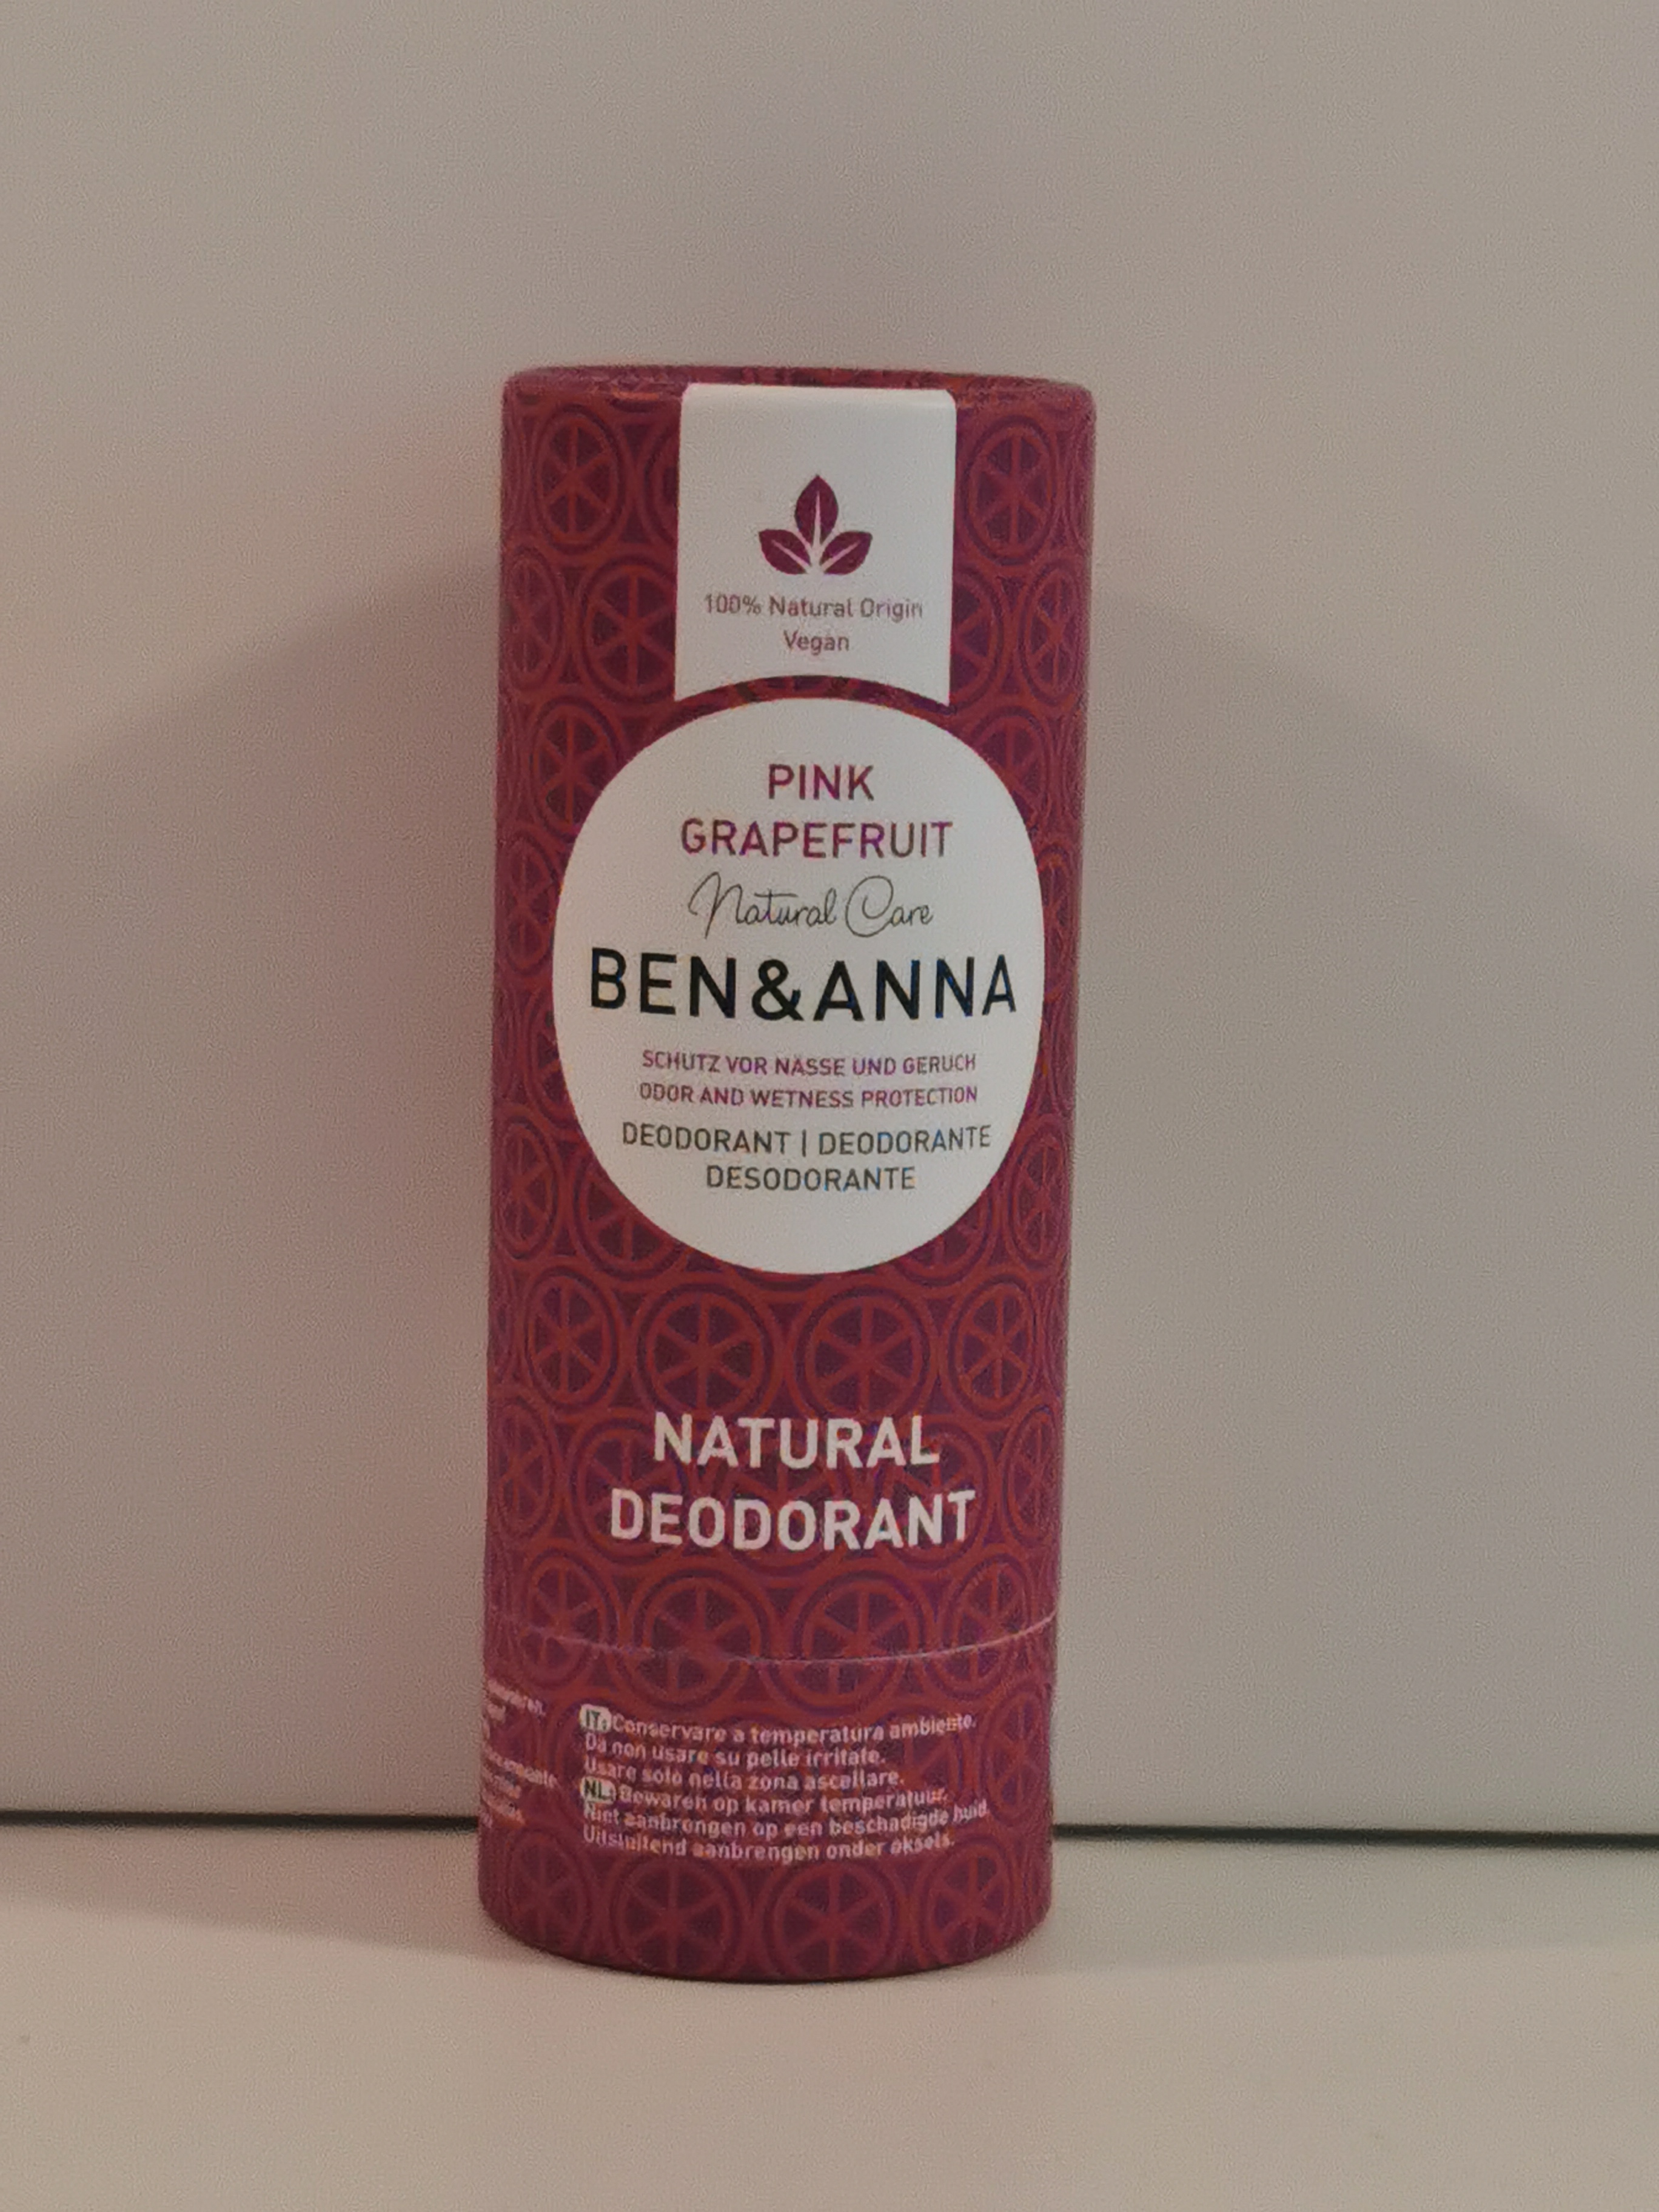 100% Natural Origin
Vegan
PINK
GRAPEFRUIT
Natural Care
BEN&ANNA
SCHUTZ VOR NÄSSE UND GERUCH
ODOR AND WETNESS PROTECTION
DEODORANT | DEODORANTE
DESODORANTE
NATURAL
DEODORANT
IT: Conservare a temperatura ambiente.
Da non usare su pelle irritate.
Usare solo nella zona ascellare.
NL: Bewaren op kamer temperatuur.
Niet aanbrengen op een beschadigde huid.
Uitsluitend aanbrengen onder oksels.